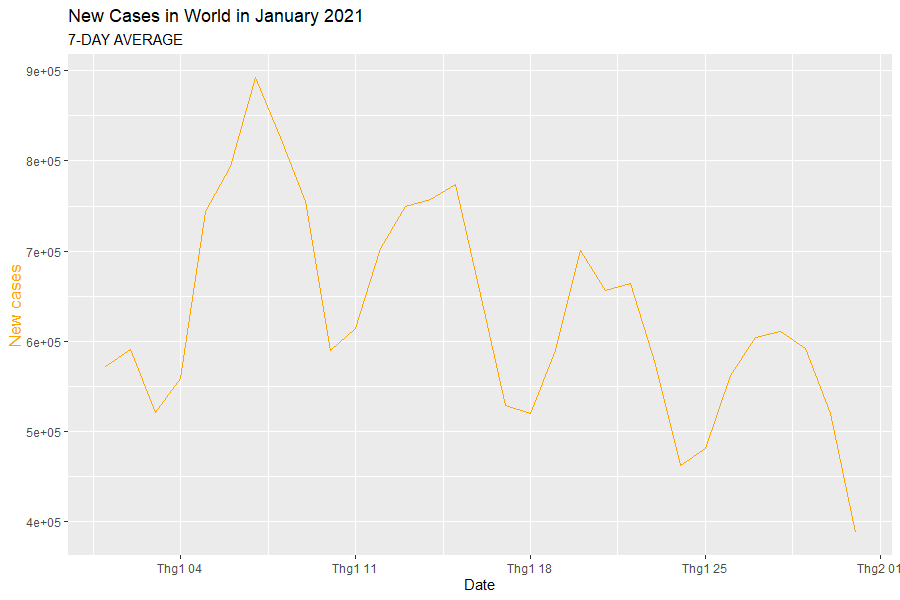 New Cases in World in January 2021
7-DAY AVERAGE
9e+05
8e+05
7e+05
6e+05
5e+05
4e+05
New cases
Thg1 04
Thg1 11
Thg1 18
Thg1 25
Thg2 01
Date